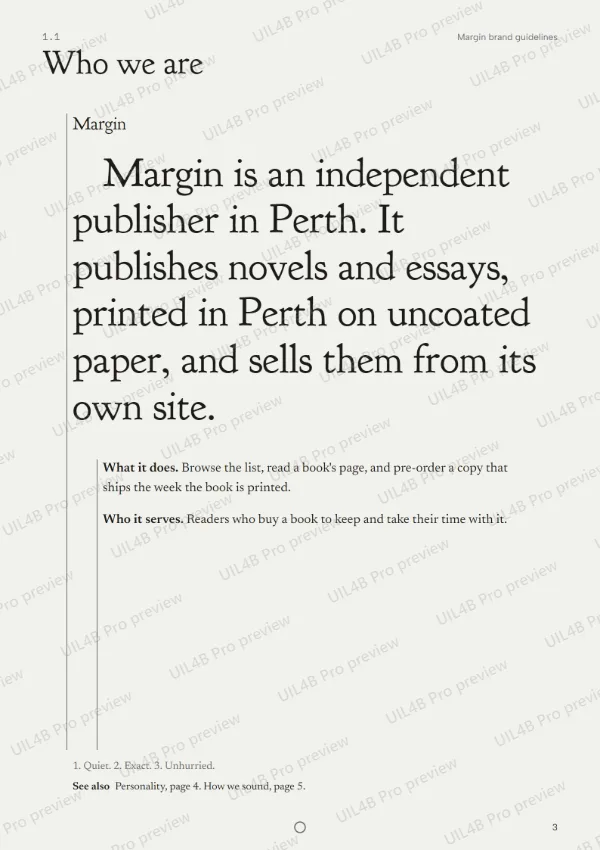 1.1
Margin brand guidelines
Who we are
Margin
Margin is an independent
publisher in Perth. It
publishes novels and essays,
printed in Perth on uncoated
paper, and sells them from its
own site.
What it does. Browse the list, read a book's page, and pre-order a copy that
ships the week the book is printed.
Who it serves. Readers who buy a book to keep and take their time with it.
1. Quiet. 2. Exact. 3. Unhurried.
See also Personality, page 4. How we sound, page 5.
3
UIL4B Pro preview